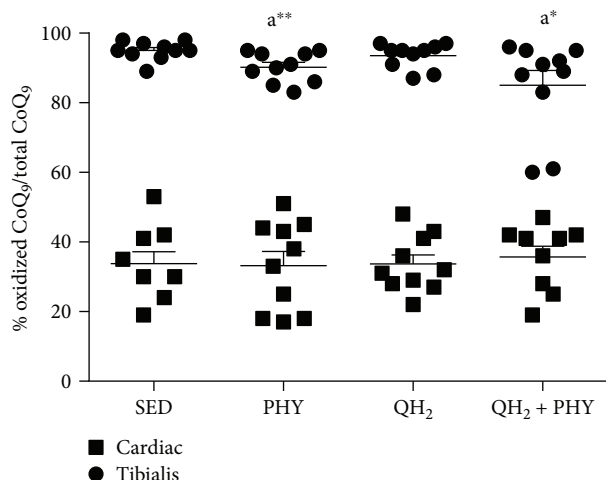 % oxidized CoQ₉/total CoQ₉
100
80
60
40
20
0
a**
a*
SED
PHY
QH₂
QH₂ + PHY
Cardiac
Tibialis